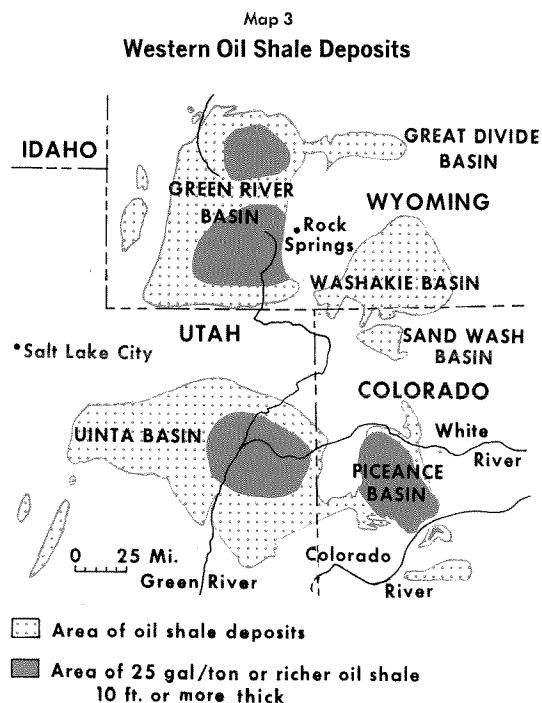 Map 3
Western Oil Shale Deposits
IDAHO
GREAT DIVIDE
BASIN
GREEN RIVER
BASIN
WYOMING
Rock
Springs
WASHAKIE BASIN
UTAH
Salt Lake City
SAND WASH
BASIN
COLORADO
UINTA BASIN
White
River
PICEANCE
BASIN
0 25 Mi.
Green River
Colorado
River
Area of oil shale deposits
Area of 25 gal/ton or richer oil shale
10 ft. or more thick